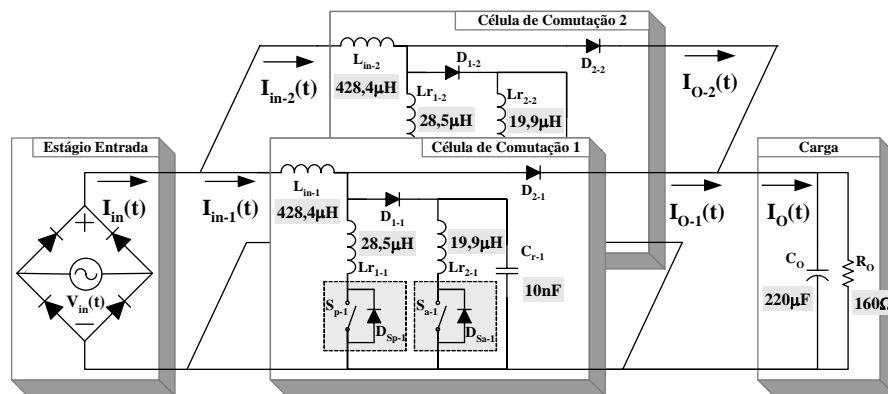 Célula de Comutação 2
L in-2
428,4μH
D 1-2
D 2-2
I in-2(t)
Lr 1-2
28,5μH
Lr 2-2
19,9μH
I O-2(t)
Estágio Entrada
Célula de Comutação 1
Carga
I in(t)
I in-1(t)
L in-1
428,4μH
D 2-1
I O-1(t)
I O(t)
D 1-1
28,5μH
Lr 1-1
19,9μH
Lr 2-1
C r-1
10nF
+
V in(t)
−
S p-1
D Sp-1
S a-1
D Sa-1
C O
220μF
R O
160Ω